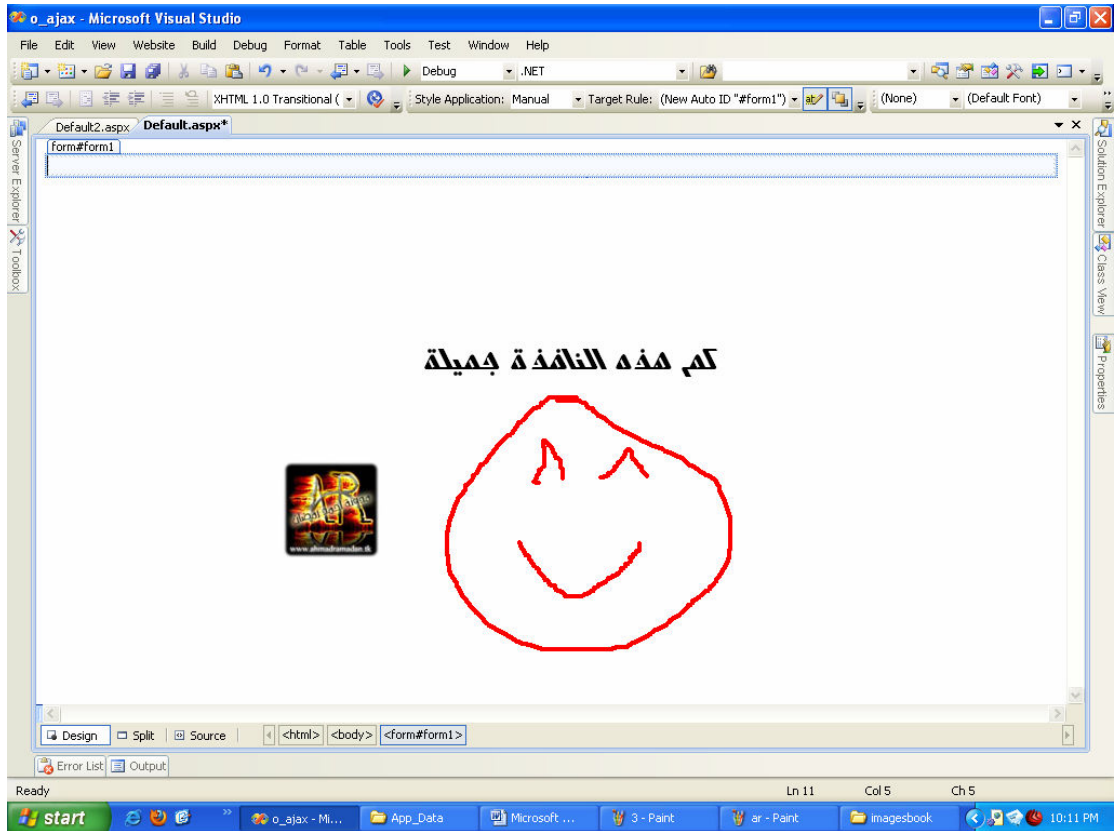 o_ajax - Microsoft Visual Studio
File Edit View Website Build Debug Format Table Tools Test Window Help
Debug .NET
XHTML 1.0 Transitional ( Style Application: Manual Target Rule: (New Auto ID "#form1") (None) (Default Font)
Default2.aspx Default.aspx*
form#form1
Server Explorer
Toolbox
Solution Explorer
Class View
Properties
كم هذه النافذة جميلة
www.ahmadramadan.tk
Design Split Source <html> <body> <form#form1>
Error List Output
Ready Ln 11 Col 5 Ch 5
start o_ajax - Mi... App_Data Microsoft ... 3 - Paint ar - Paint imagesbook 10:11 PM